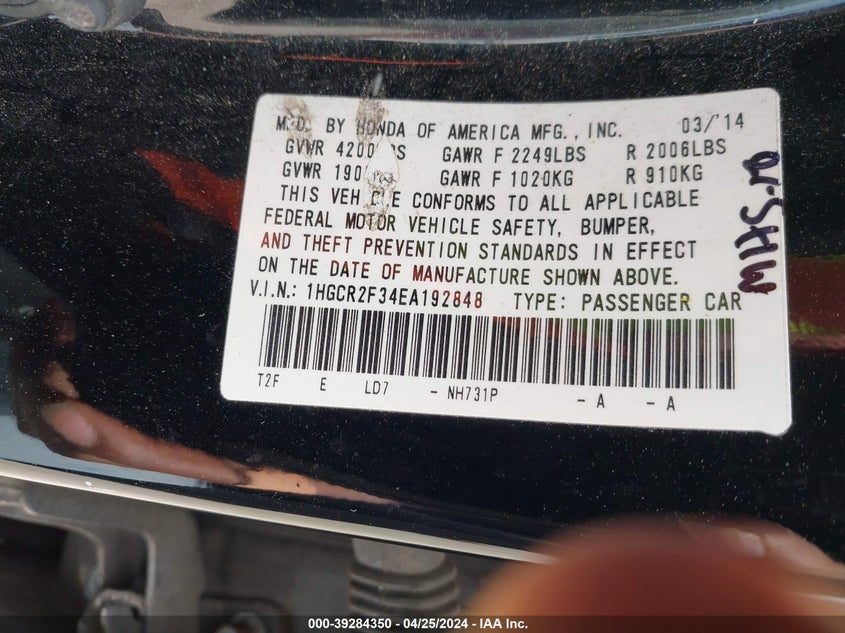 M'D. BY HONDA OF AMERICA MFG., INC. 03/'14
GVWR 4200 BS GAWR F 2249LBS R 2006LBS
GVWR 190 GAWR F 1020KG R 910KG
THIS VEH CLE CONFORMS TO ALL APPLICABLE
FEDERAL MOTOR VEHICLE SAFETY, BUMPER,
AND THEFT PREVENTION STANDARDS IN EFFECT
ON THE DATE OF MANUFACTURE SHOWN ABOVE.
V.I.N.: 1HGCR2F34EA192848 TYPE: PASSENGER CAR
T2F E LD7 - NH731P - A - A
000-39284350 / 04/25/2024 - IAA Inc.